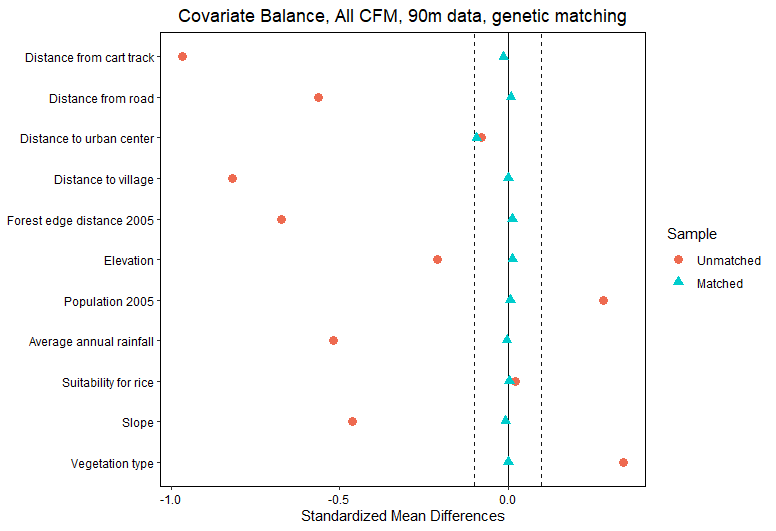 Covariate Balance, All CFM, 90m data, genetic matching
Distance from cart track
Distance from road
Distance to urban center
Distance to village
Forest edge distance 2005
Elevation
Population 2005
Average annual rainfall
Suitability for rice
Slope
Vegetation type
-1.0
-0.5
0.0
Standardized Mean Differences
Sample
Unmatched
Matched